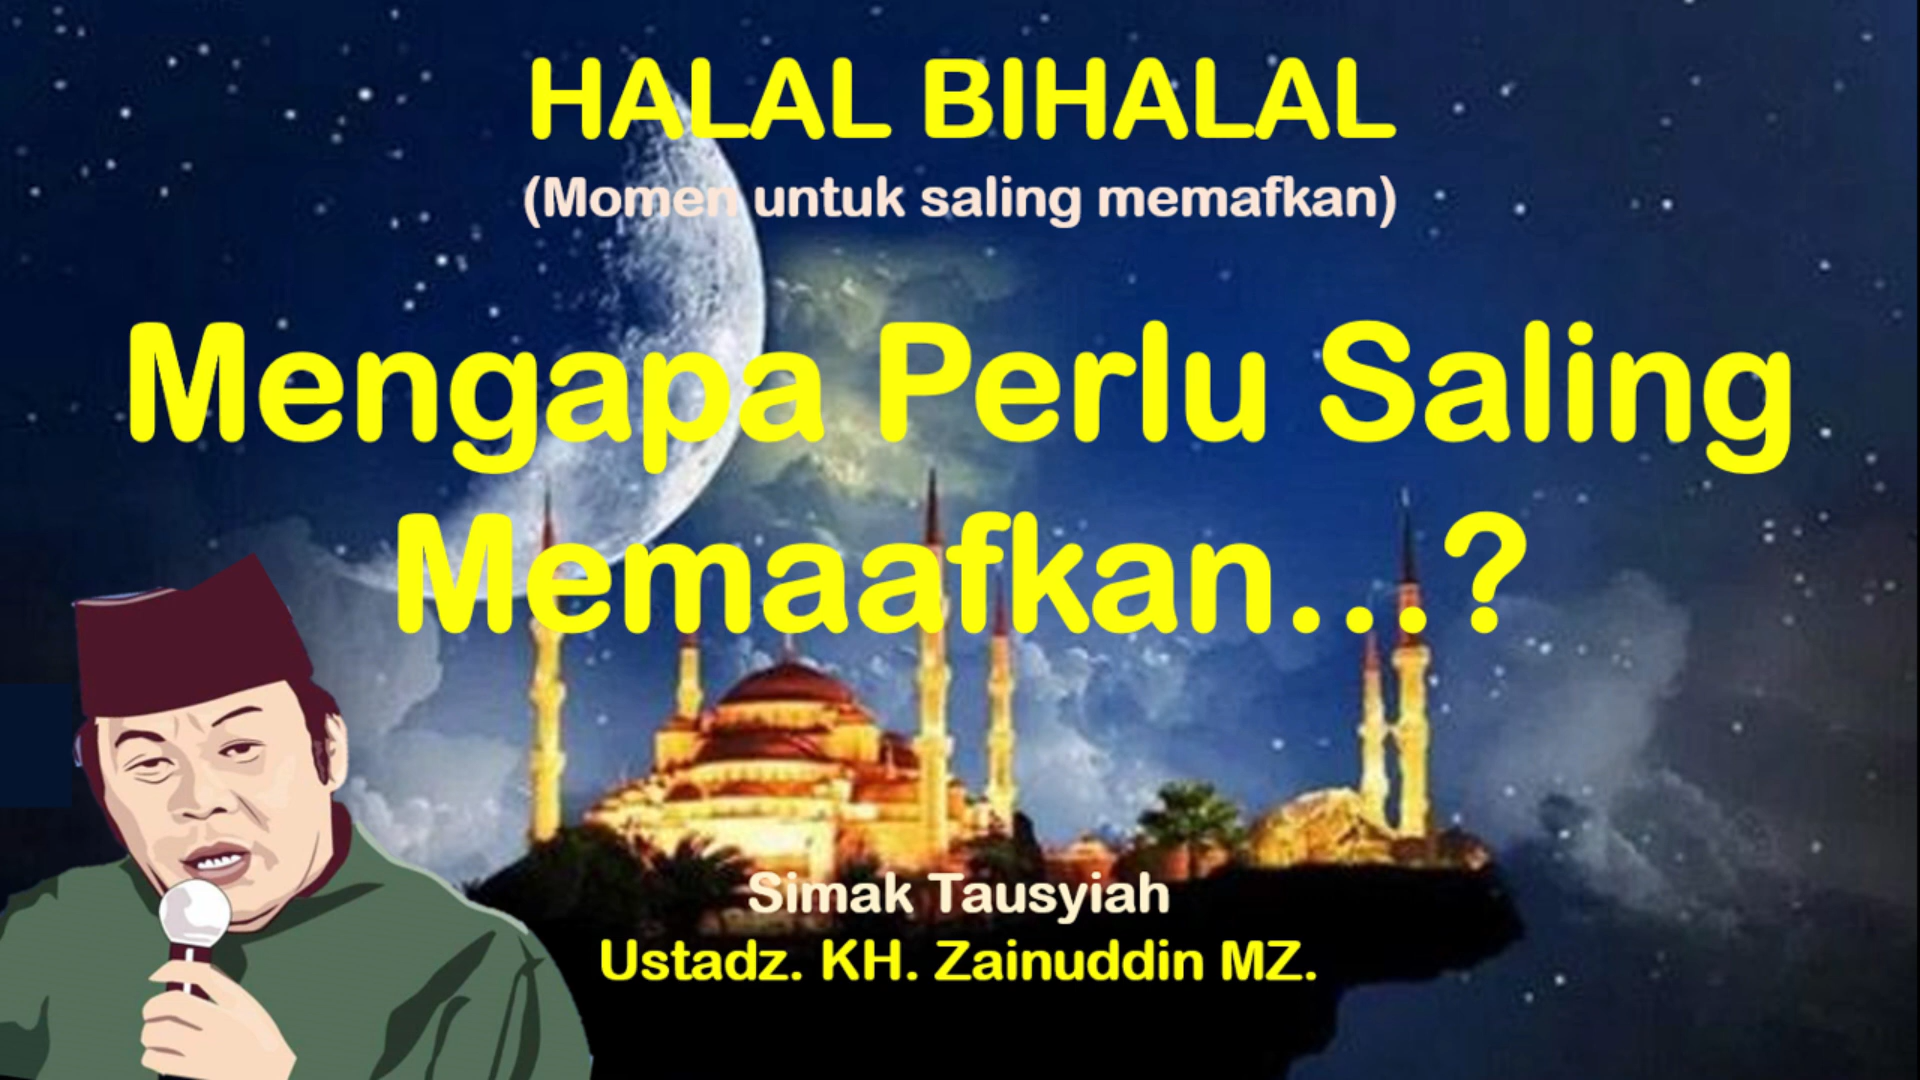 HALAL BIHALAL
(Momen untuk saling memafkan)
Mengapa Perlu Saling
Memaafkan...?
Simak Tausyiah
Ustadz. KH. Zainuddin MZ.